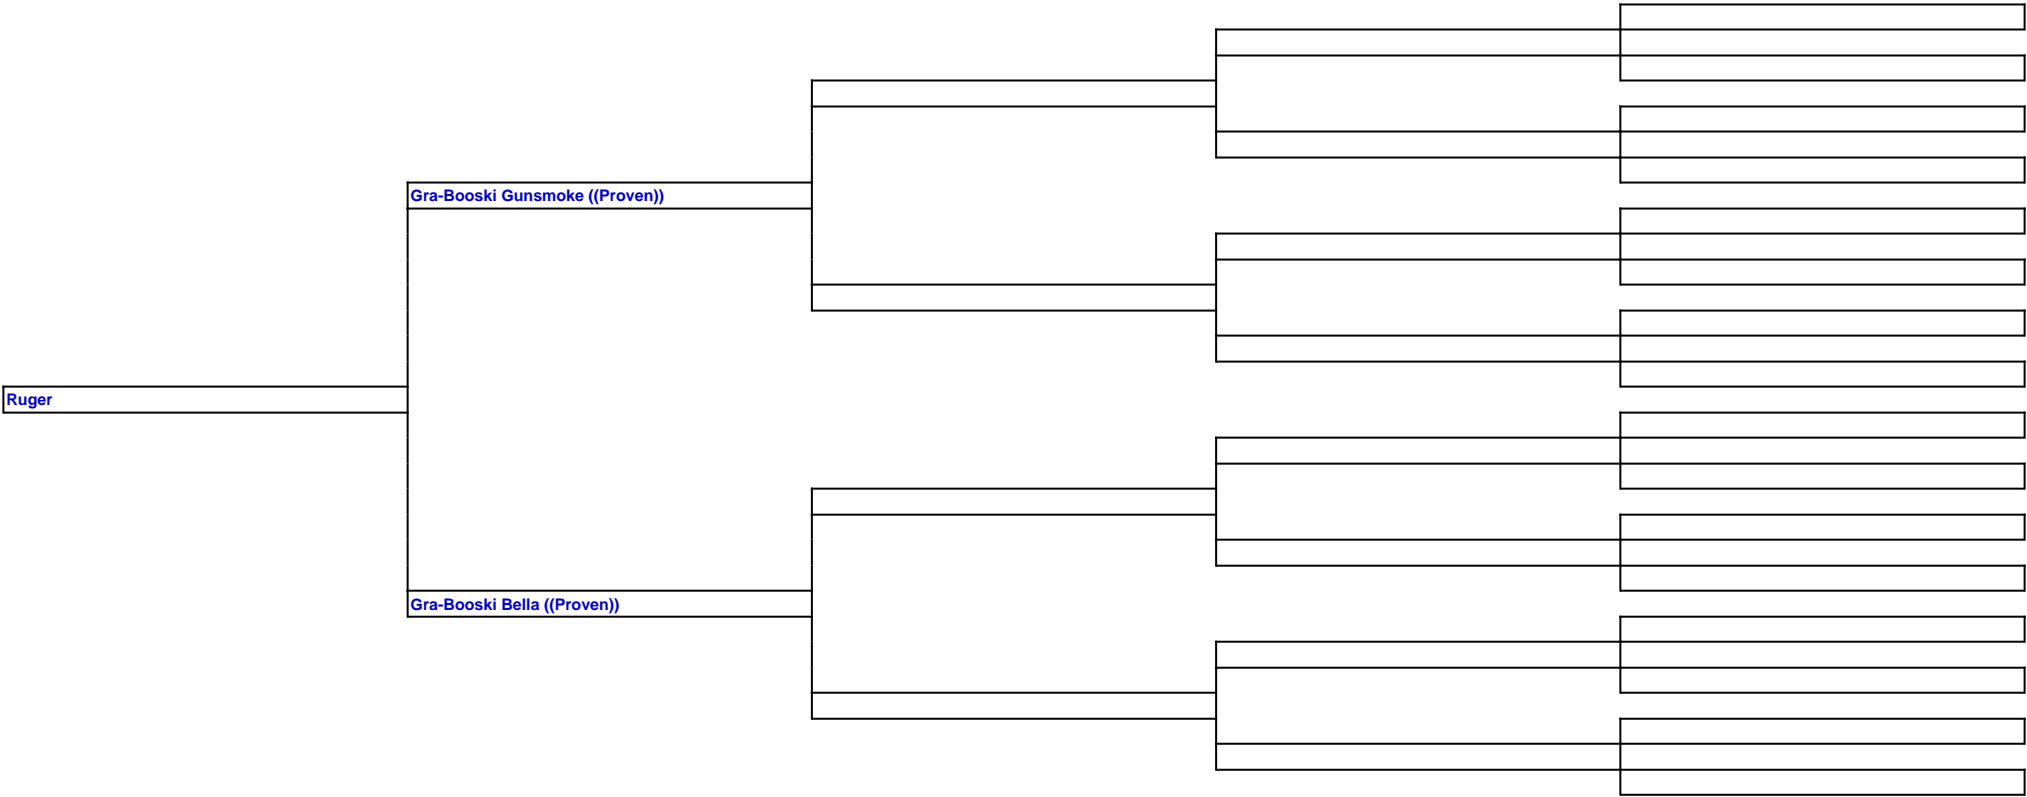 Gra-Booski Gunsmoke ((Proven))
Ruger
Gra-Booski Bella ((Proven))